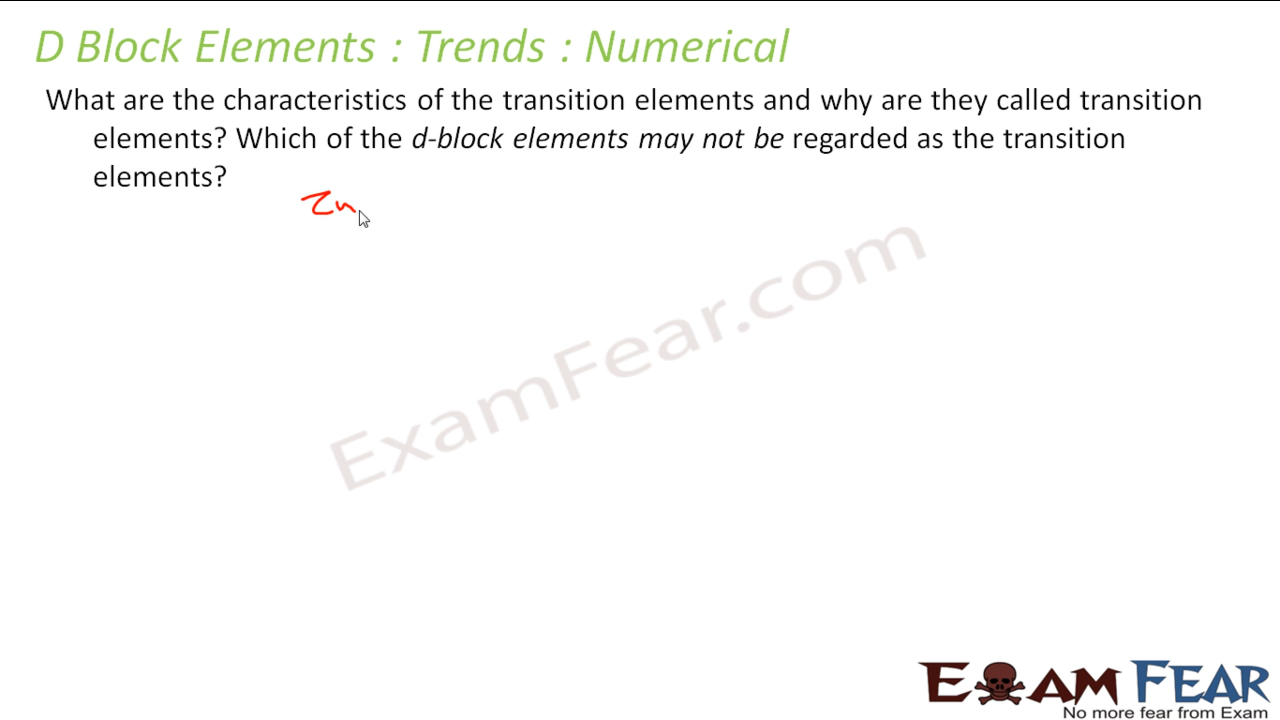 D Block Elements : Trends : Numerical
What are the characteristics of the transition elements and why are they called transition
elements? Which of the d-block elements may not be regarded as the transition
elements?
Zn
ExamFear.com
EXAM FEAR
No more fear from Exam